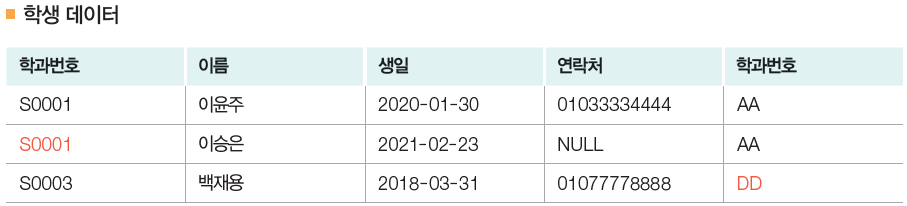 학생 데이터
학과번호 이름 생일 연락처 학과번호
S0001 이윤주 2020-01-30 01033334444 AA
S0001 이승은 2021-02-23 NULL AA
S0003 백재용 2018-03-31 01077778888 DD